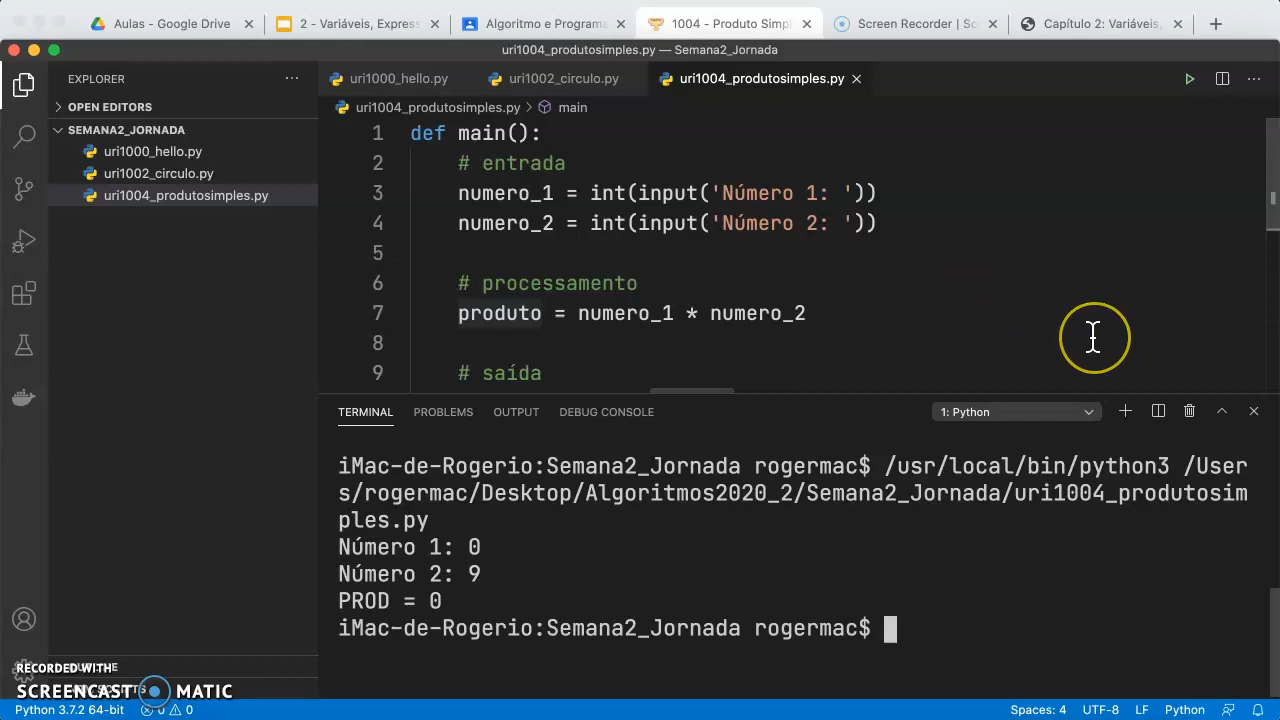 Aulas - Google Drive
2 - Variáveis, Express
Algoritmo e Programa
1004 - Produto Simpl
Screen Recorder | Sc
Capítulo 2: Variáveis,
uri1004_produtosimples.py — Semana2_Jornada
EXPLORER
uri1000_hello.py
uri1002_circulo.py
uri1004_produtosimples.py
OPEN EDITORS
SEMANA2_JORNADA
uri1000_hello.py
uri1002_circulo.py
uri1004_produtosimples.py
uri1004_produtosimples.py > main
1 def main():
2 # entrada
3 numero_1 = int(input('Número 1: '))
4 numero_2 = int(input('Número 2: '))
5
6 # processamento
7 produto = numero_1 * numero_2
8
9 # saída
TERMINAL PROBLEMS OUTPUT DEBUG CONSOLE 1: Python
iMac-de-Rogerio:Semana2_Jornada rogermac$ /usr/local/bin/python3 /User
s/rogermac/Desktop/Algoritmos2020_2/Semana2_Jornada/uri1004_produtosim
ples.py
Número 1: 0
Número 2: 9
PROD = 0
iMac-de-Rogerio:Semana2_Jornada rogermac$
RECORDED WITH
SCREENCAST MATIC
Python 3.7.2 64-bit 0 0 Spaces: 4 UTF-8 LF Python